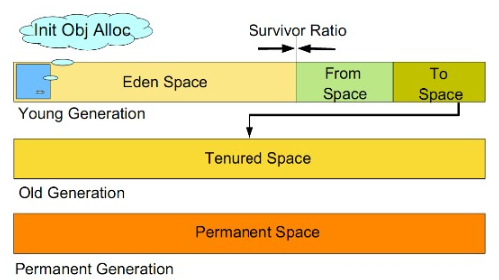 Init Obj Alloc
Survivor Ratio
Eden Space
From
Space
To
Space
Young Generation
Tenured Space
Old Generation
Permanent Space
Permanent Generation